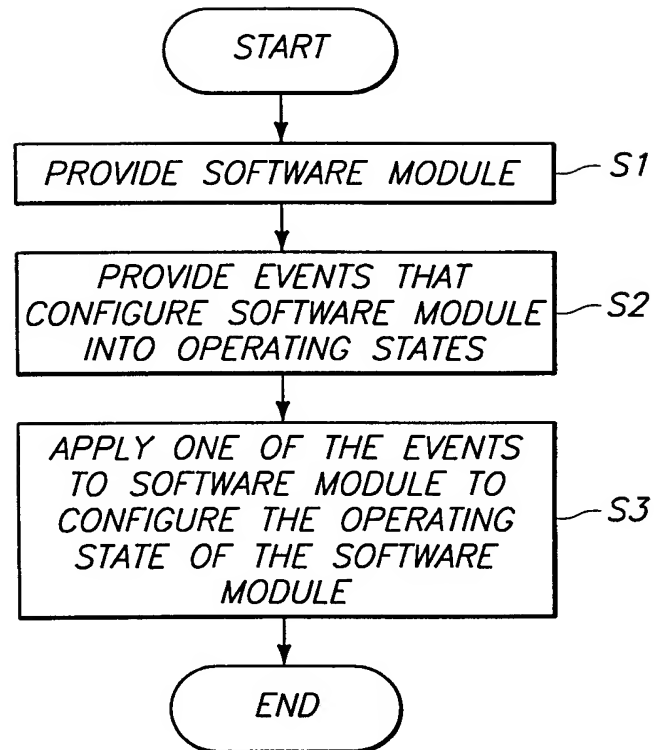 START
PROVIDE SOFTWARE MODULE
S1
PROVIDE EVENTS THAT
CONFIGURE SOFTWARE MODULE
INTO OPERATING STATES
S2
APPLY ONE OF THE EVENTS
TO SOFTWARE MODULE TO
CONFIGURE THE OPERATING
STATE OF THE SOFTWARE
MODULE
S3
END